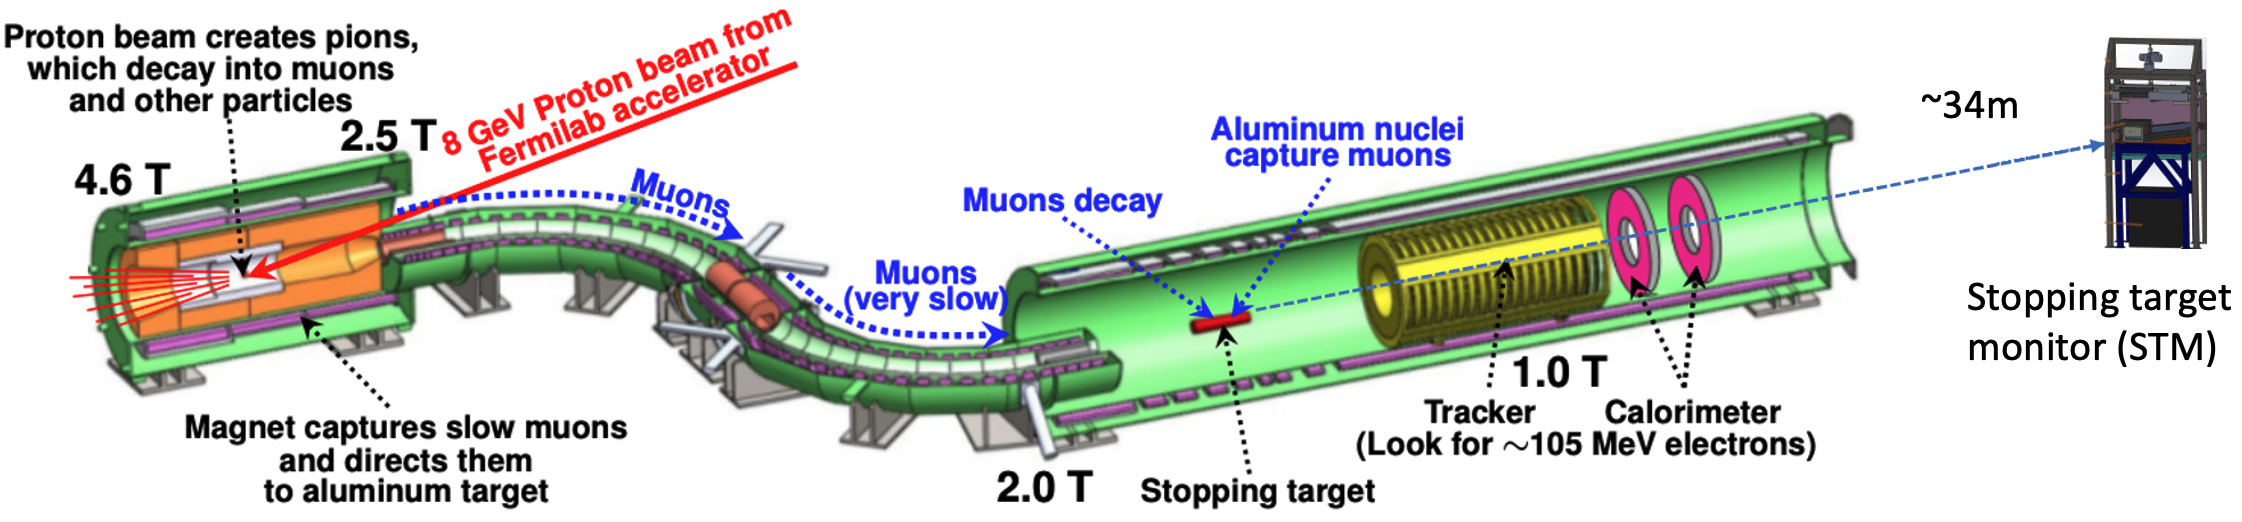 Proton beam creates pions,
which decay into muons
and other particles
4.6 T
2.5 T
8 GeV Proton beam from
Fermilab accelerator
Muons
Muons
(very slow)
Magnet captures slow muons
and directs them
to aluminum target
2.0 T
Muons decay
Aluminum nuclei
capture muons
Stopping target
1.0 T
Tracker
Calorimeter
(Look for ~105 MeV electrons)
~34m
Stopping target
monitor (STM)